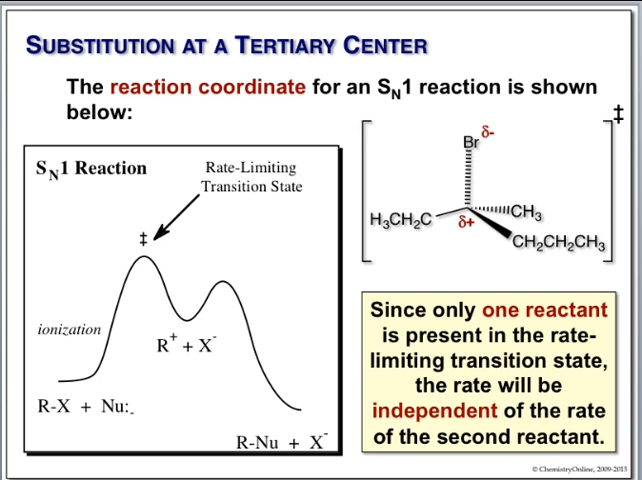 SUBSTITUTION AT A TERTIARY CENTER
The reaction coordinate for an SN1 reaction is shown
below:
SN1 Reaction
Rate-Limiting
Transition State
‡
ionization
R+ + X-
R-X + Nu:-
R-Nu + X-
‡
Br δ-
H3CH2C
δ+
CH3
CH2CH2CH3
Since only one reactant
is present in the rate-
limiting transition state,
the rate will be
independent of the rate
of the second reactant.
© ChemistryOnline, 2009-2015